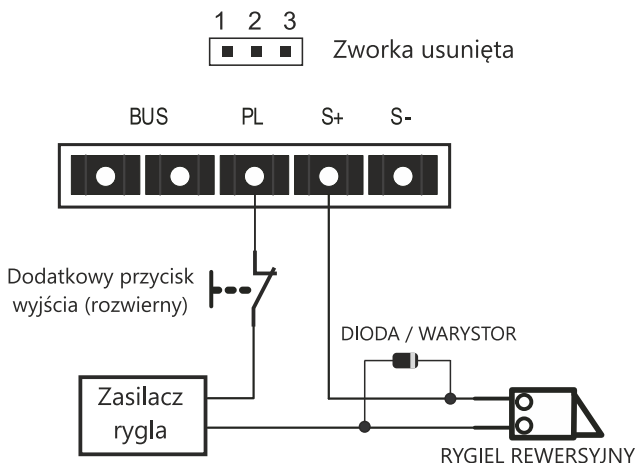 1 2 3
Zworka usunięta
BUS PL S+ S-
Dodatkowy przycisk
wyjścia (rozwierny)
DIODA / WARYSTOR
Zasilacz
rygla
RYGIEL REWERSYJNY